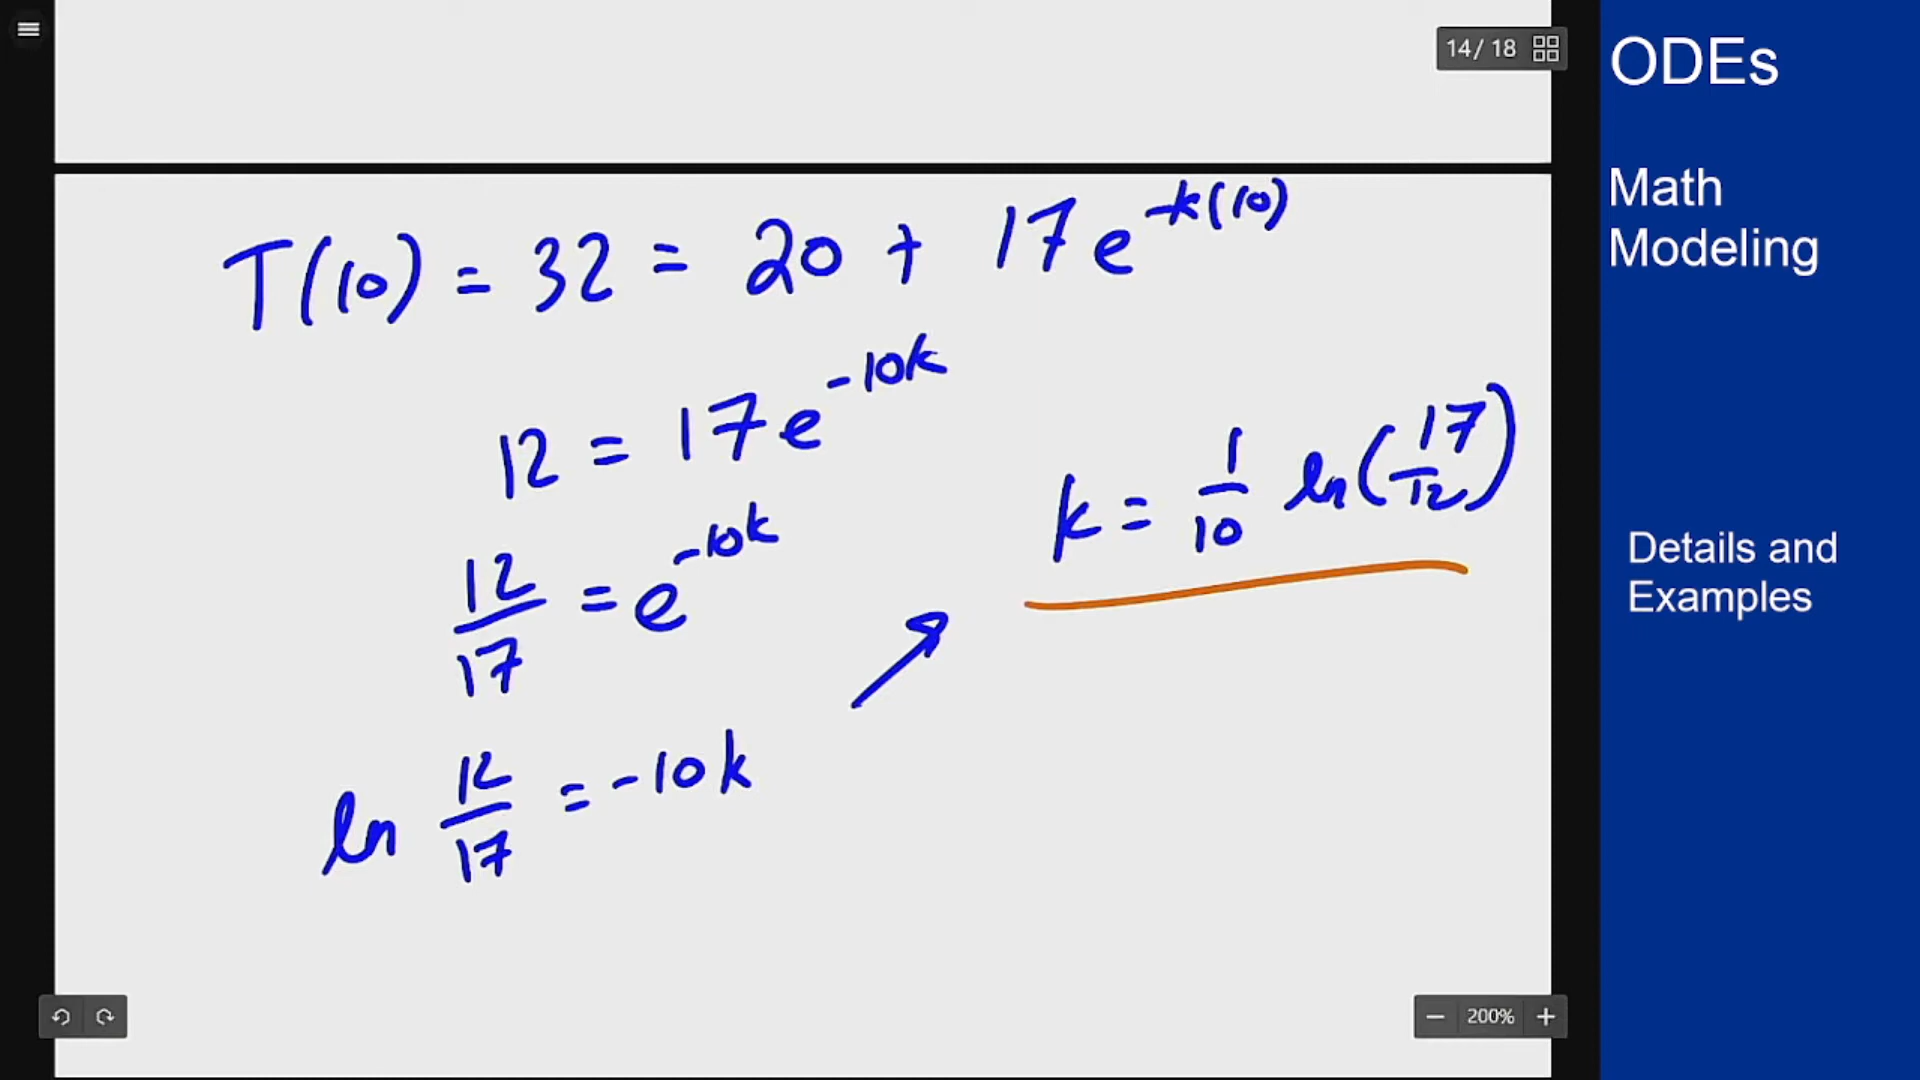 14 / 18
ODEs
Math
Modeling
Details and
Examples
T(10) = 32 = 20 + 17e^{-k(10)}
12 = 17e^{-10k}
12/17 = e^{-10k}
ln 12/17 = -10k
k = 1/10 ln(17/12)
200%